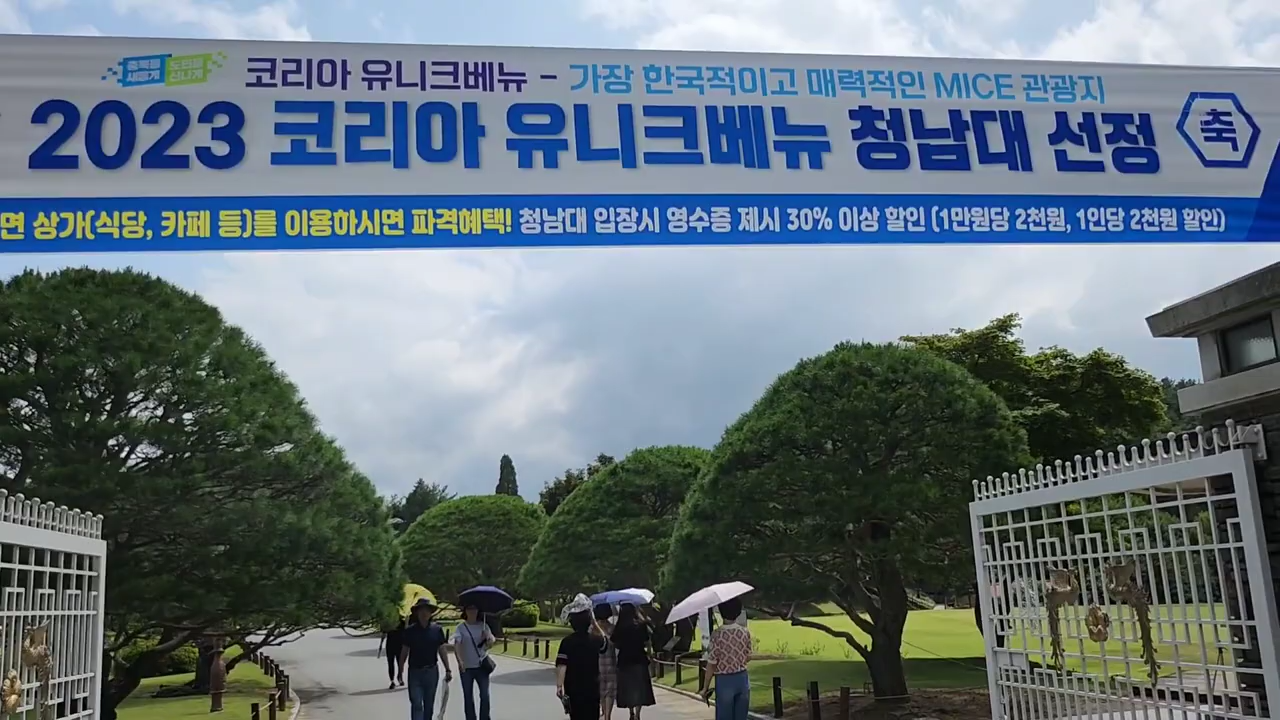 충북을 새롭게 도민을 신나게
코리아 유니크베뉴 - 가장 한국적이고 매력적인 MICE 관광지
2023 코리아 유니크베뉴 청남대 선정 축
면 상가(식당, 카페 등)를 이용하시면 파격혜택! 청남대 입장시 영수증 제시 30% 이상 할인 (1만원당 2천원, 1인당 2천원 할인)